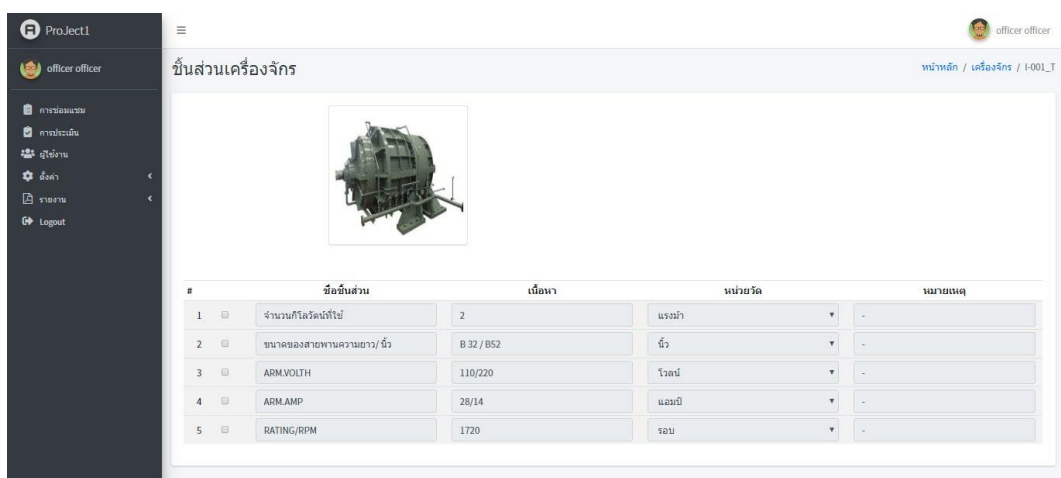 ProJect1
officer officer
officer officer
การซ่อมแซม
การประเมิน
ผู้ใช้งาน
ตั้งค่า
รายงาน
Logout
ชิ้นส่วนเครื่องจักร
หน้าหลัก / เครื่องจักร / I-001_T
# ชื่อชิ้นส่วน เนื้อหา หน่วยวัด หมายเหตุ
1 จำนวนกิโลวัตน์ที่ใช้ 2 แรงม้า -
2 ขนาดของสายพานความยาว/ นิ้ว B 32 / B52 นิ้ว -
3 ARM.VOLTH 110/220 โวลน์ -
4 ARM.AMP 28/14 แอมป์ -
5 RATING/RPM 1720 รอบ -